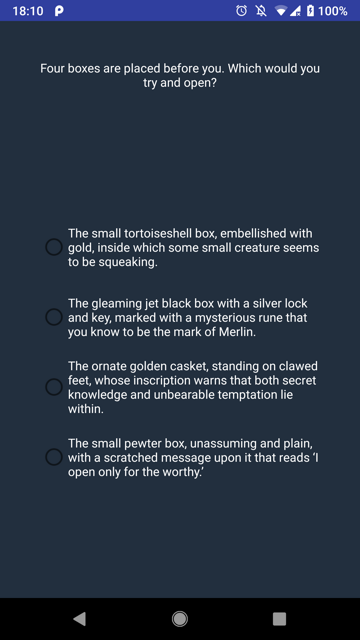 18:10 100%
Four boxes are placed before you. Which would you
try and open?
The small tortoiseshell box, embellished with
gold, inside which some small creature seems
to be squeaking.
The gleaming jet black box with a silver lock
and key, marked with a mysterious rune that
you know to be the mark of Merlin.
The ornate golden casket, standing on clawed
feet, whose inscription warns that both secret
knowledge and unbearable temptation lie
within.
The small pewter box, unassuming and plain,
with a scratched message upon it that reads ‘I
open only for the worthy.’